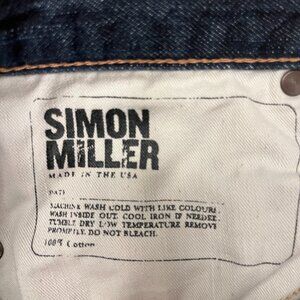 SIMON
MILLER
MADE IN THE USA
MACHINE WASH COLD WITH LIKE COLOURS
WASH INSIDE OUT. COOL IRON IF NEEDED.
TUMBLE DRY LOW TEMPERATURE REMOVE
PROMPTLY. DO NOT BLEACH.
100% Cotton